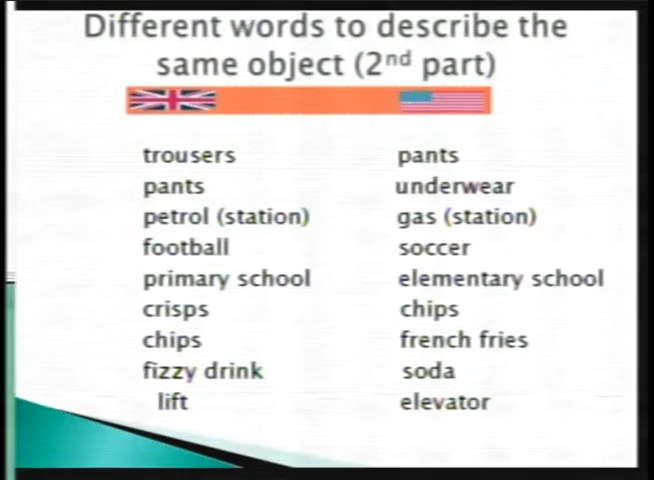 Different words to describe the
same object (2nd part)
trousers pants
pants underwear
petrol (station) gas (station)
football soccer
primary school elementary school
crisps chips
chips french fries
fizzy drink soda
lift elevator